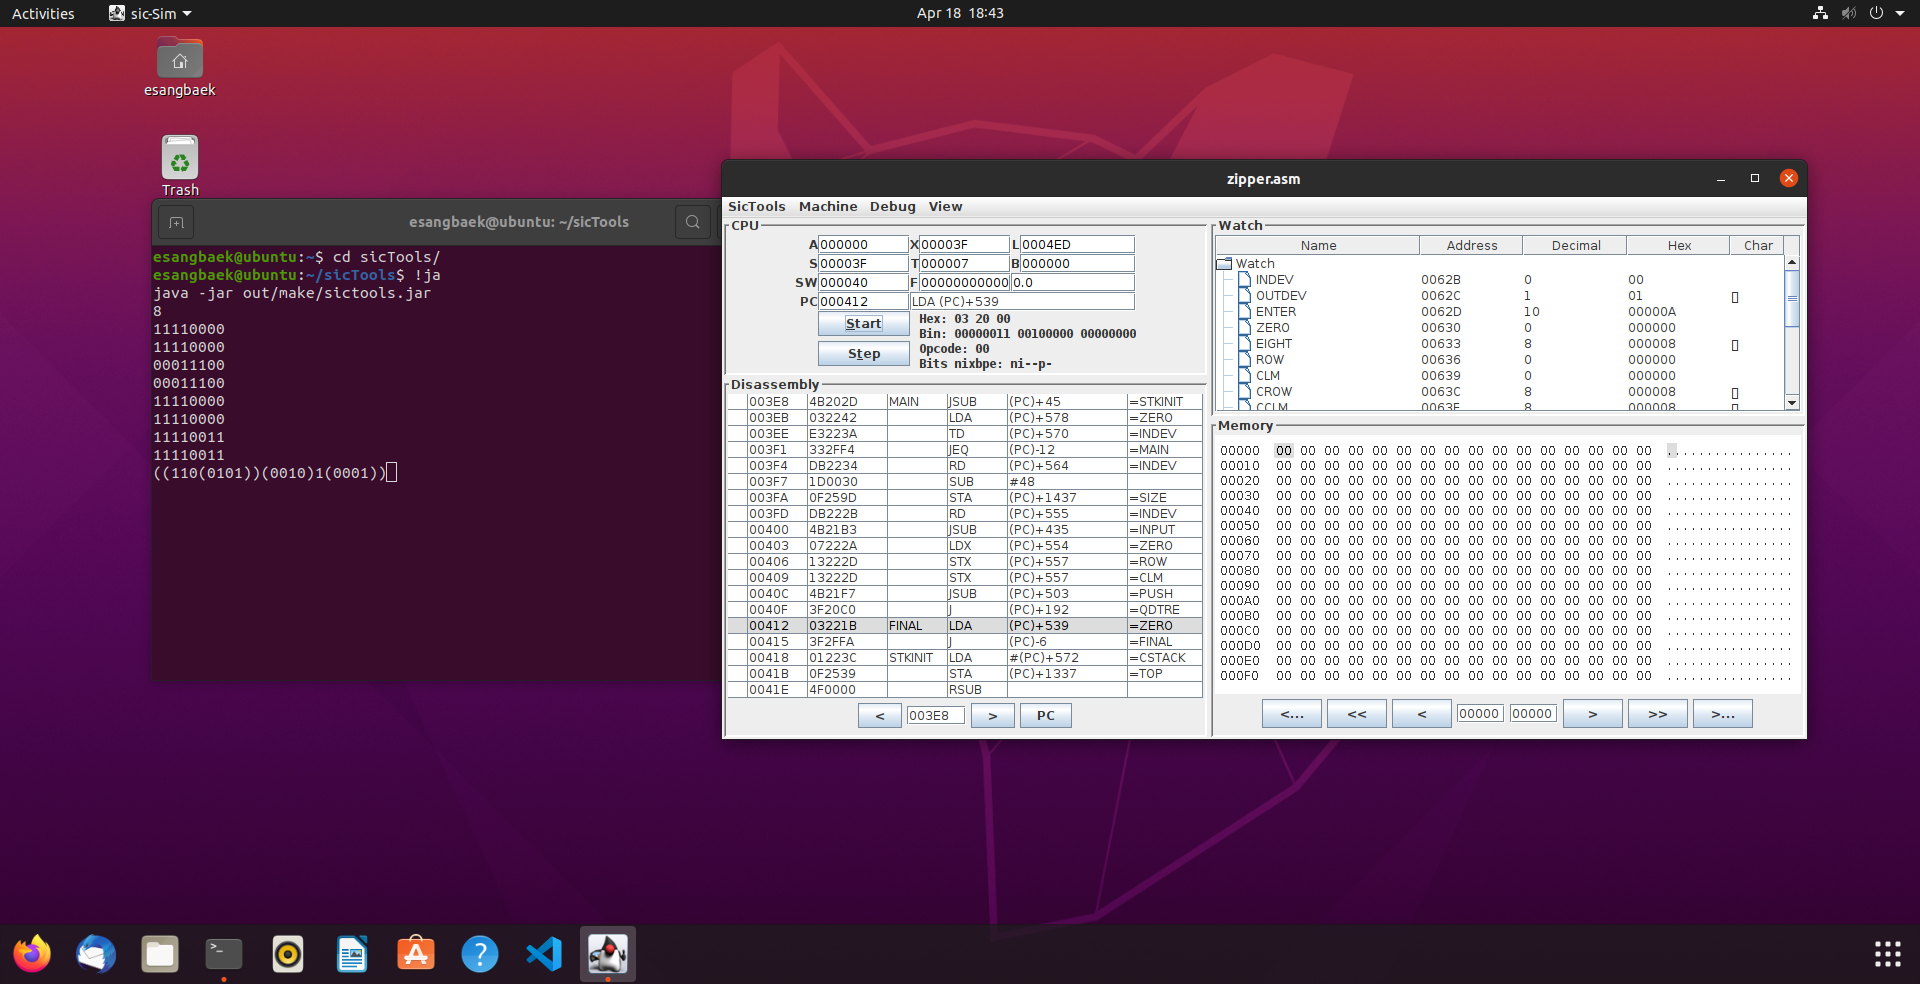 Activities
sic-Sim
Apr 18 18:43
esangbaek
Trash
esangbaek@ubuntu: ~/sicTools
esangbaek@ubuntu:~$ cd sicTools/
esangbaek@ubuntu:~/sicTools$ !ja
java -jar out/make/sictools.jar
8
11110000
11110000
00011100
00011100
11110000
11110000
11110011
11110011
((110(0101))(0010)1(0001))
zipper.asm
SicTools Machine Debug View
CPU
A 000000 X 00003F L 0004ED
S 00003F T 000007 B 000000
SW 000040 F 00000000000 0.0
PC 000412 LDA (PC)+539
Start
Step
Hex: 03 20 00
Bin: 00000011 00100000 00000000
Opcode: 00
Bits nixbpe: ni--p-
Disassembly
003E8 4B202D MAIN JSUB (PC)+45 =STKINIT
003EB 032242 LDA (PC)+578 =ZERO
003EE E3223A TD (PC)+570 =INDEV
003F1 332FF4 JEQ (PC)-12 =MAIN
003F4 DB2234 RD (PC)+564 =INDEV
003F7 1D0030 SUB #48
003FA 0F259D STA (PC)+1437 =SIZE
003FD DB222B RD (PC)+555 =INDEV
00400 4B21B3 JSUB (PC)+435 =INPUT
00403 07222A LDX (PC)+554 =ZERO
00406 13222D STX (PC)+557 =ROW
00409 13222D STX (PC)+557 =CLM
0040C 4B21F7 JSUB (PC)+503 =PUSH
0040F 3F20C0 J (PC)+192 =QDTRE
00412 03221B FINAL LDA (PC)+539 =ZERO
00415 3F2FFA J (PC)-6 =FINAL
00418 01223C STKINIT LDA #(PC)+572 =CSTACK
0041B 0F2539 STA (PC)+1337 =TOP
0041E 4F0000 RSUB
< 003E8 > PC
Watch
Name Address Decimal Hex Char
Watch
INDEV 0062B 0 00
OUTDEV 0062C 1 01
ENTER 0062D 10 00000A
ZERO 00630 0 000000
EIGHT 00633 8 000008
ROW 00636 0 000000
CLM 00639 0 000000
CROW 0063C 8 000008
CCLM 0063F 8 000008
Memory
00000 00 00 00 00 00 00 00 00 00 00 00 00 00 00 00 00 ................
00010 00 00 00 00 00 00 00 00 00 00 00 00 00 00 00 00 ................
00020 00 00 00 00 00 00 00 00 00 00 00 00 00 00 00 00 ................
00030 00 00 00 00 00 00 00 00 00 00 00 00 00 00 00 00 ................
00040 00 00 00 00 00 00 00 00 00 00 00 00 00 00 00 00 ................
00050 00 00 00 00 00 00 00 00 00 00 00 00 00 00 00 00 ................
00060 00 00 00 00 00 00 00 00 00 00 00 00 00 00 00 00 ................
00070 00 00 00 00 00 00 00 00 00 00 00 00 00 00 00 00 ................
00080 00 00 00 00 00 00 00 00 00 00 00 00 00 00 00 00 ................
00090 00 00 00 00 00 00 00 00 00 00 00 00 00 00 00 00 ................
000A0 00 00 00 00 00 00 00 00 00 00 00 00 00 00 00 00 ................
000B0 00 00 00 00 00 00 00 00 00 00 00 00 00 00 00 00 ................
000C0 00 00 00 00 00 00 00 00 00 00 00 00 00 00 00 00 ................
000D0 00 00 00 00 00 00 00 00 00 00 00 00 00 00 00 00 ................
000E0 00 00 00 00 00 00 00 00 00 00 00 00 00 00 00 00 ................
000F0 00 00 00 00 00 00 00 00 00 00 00 00 00 00 00 00 ................
<... << < 00000 00000 > >> >...